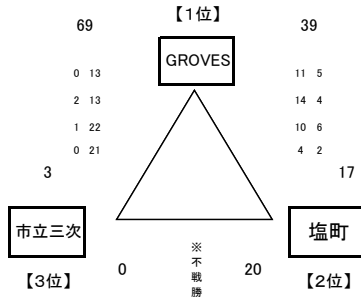 【1位】
69 39
GROVES
0 13 11 5
2 13 14 4
1 22 10 6
0 21 4 2
3 17
市立三次 塩町
0 ※不戦勝 20
【3位】 【2位】